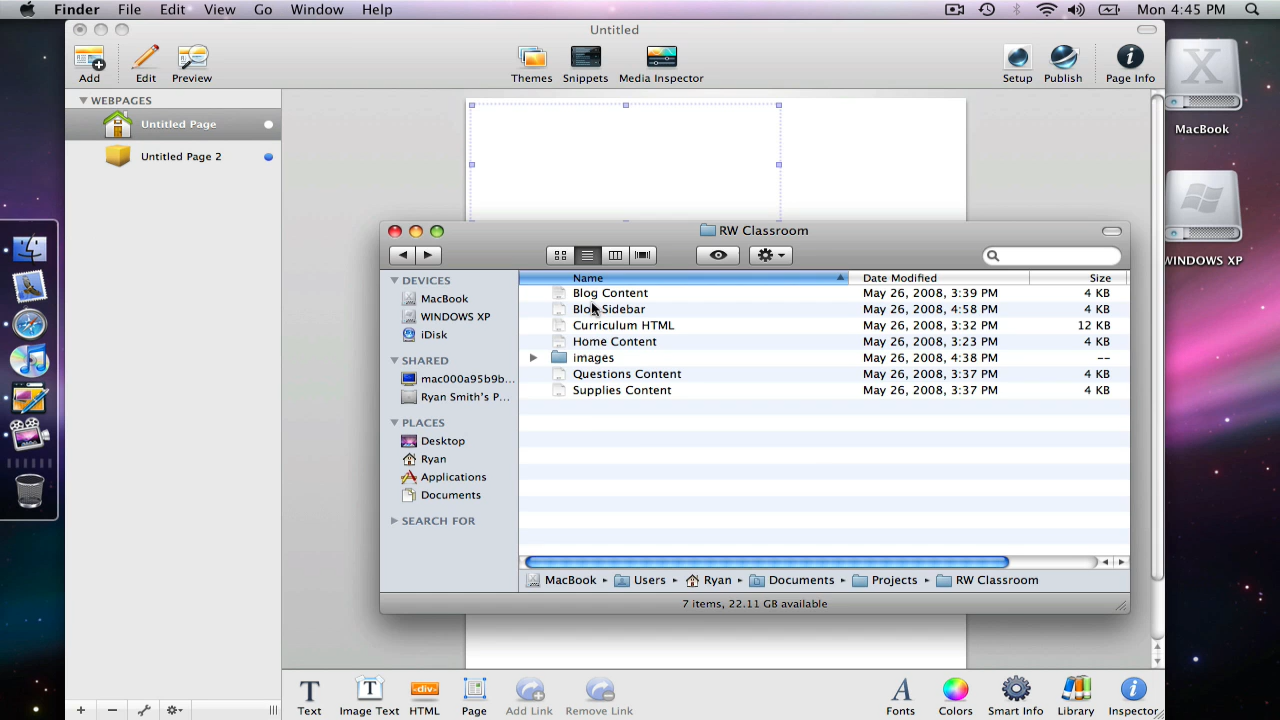 Finder File Edit View Go Window Help Mon 4:45 PM
Untitled
Add Edit Preview Themes Snippets Media Inspector Setup Publish Page Info
WEBPAGES
Untitled Page
Untitled Page 2
MacBook
WINDOWS XP
RW Classroom
Name Date Modified Size
DEVICES
MacBook
WINDOWS XP
iDisk
SHARED
mac000a95b9b...
Ryan Smith's P...
PLACES
Desktop
Ryan
Applications
Documents
SEARCH FOR
Blog Content May 26, 2008, 3:39 PM 4 KB
Blog Sidebar May 26, 2008, 4:58 PM 4 KB
Curriculum HTML May 26, 2008, 3:32 PM 12 KB
Home Content May 26, 2008, 3:23 PM 4 KB
images May 26, 2008, 4:38 PM --
Questions Content May 26, 2008, 3:37 PM 4 KB
Supplies Content May 26, 2008, 3:37 PM 4 KB
MacBook Users Ryan Documents Projects RW Classroom
7 items, 22.11 GB available
Text Image Text HTML Page Add Link Remove Link Fonts Colors Smart Info Library Inspector